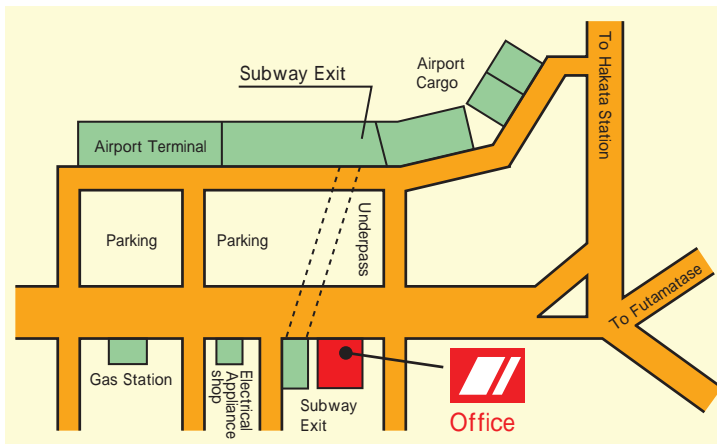 Subway Exit
Airport
Cargo
To Hakata Station
Airport Terminal
Parking
Parking
Underpass
To Futamatase
Gas Station
Electrical
Appliance
shop
Subway
Exit
Office